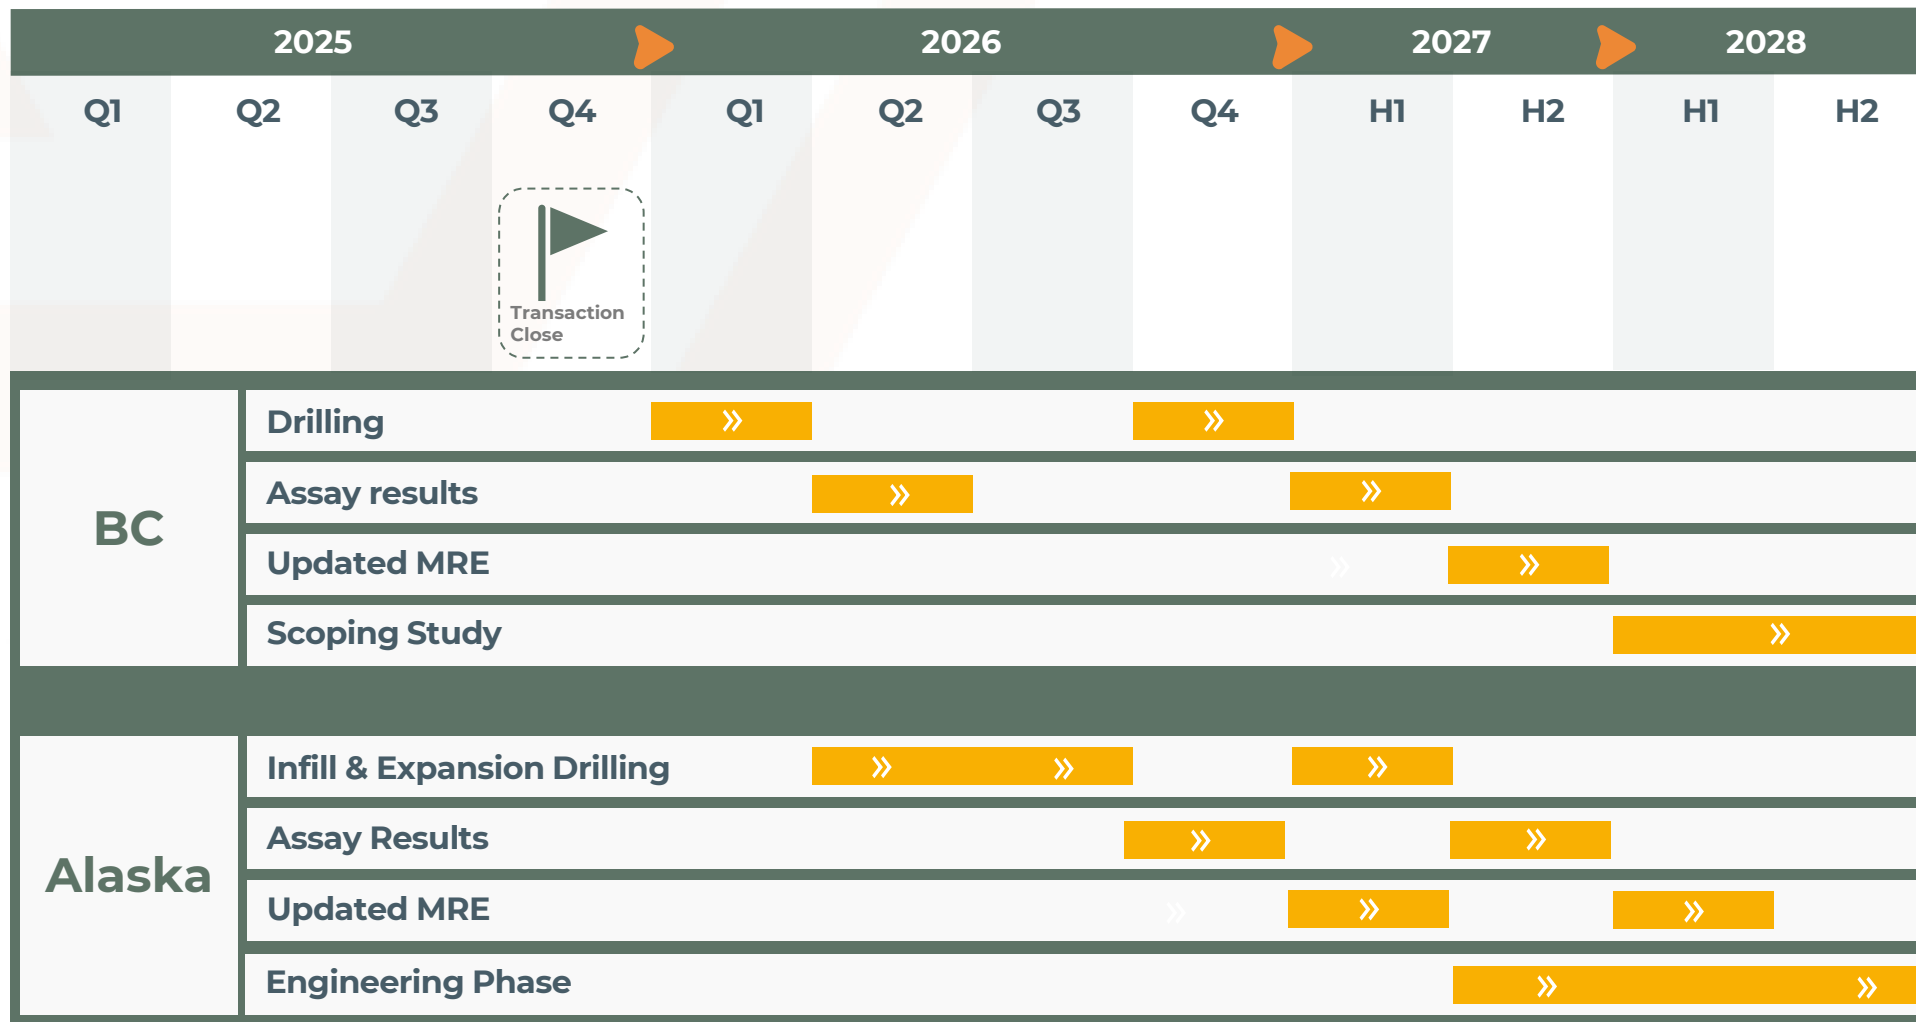 2025 2026 2027 2028
Q1 Q2 Q3 Q4 Q1 Q2 Q3 Q4 H1 H2 H1 H2
Transaction
Close
BC
Drilling
Assay results
Updated MRE
Scoping Study
Alaska
Infill & Expansion Drilling
Assay Results
Updated MRE
Engineering Phase